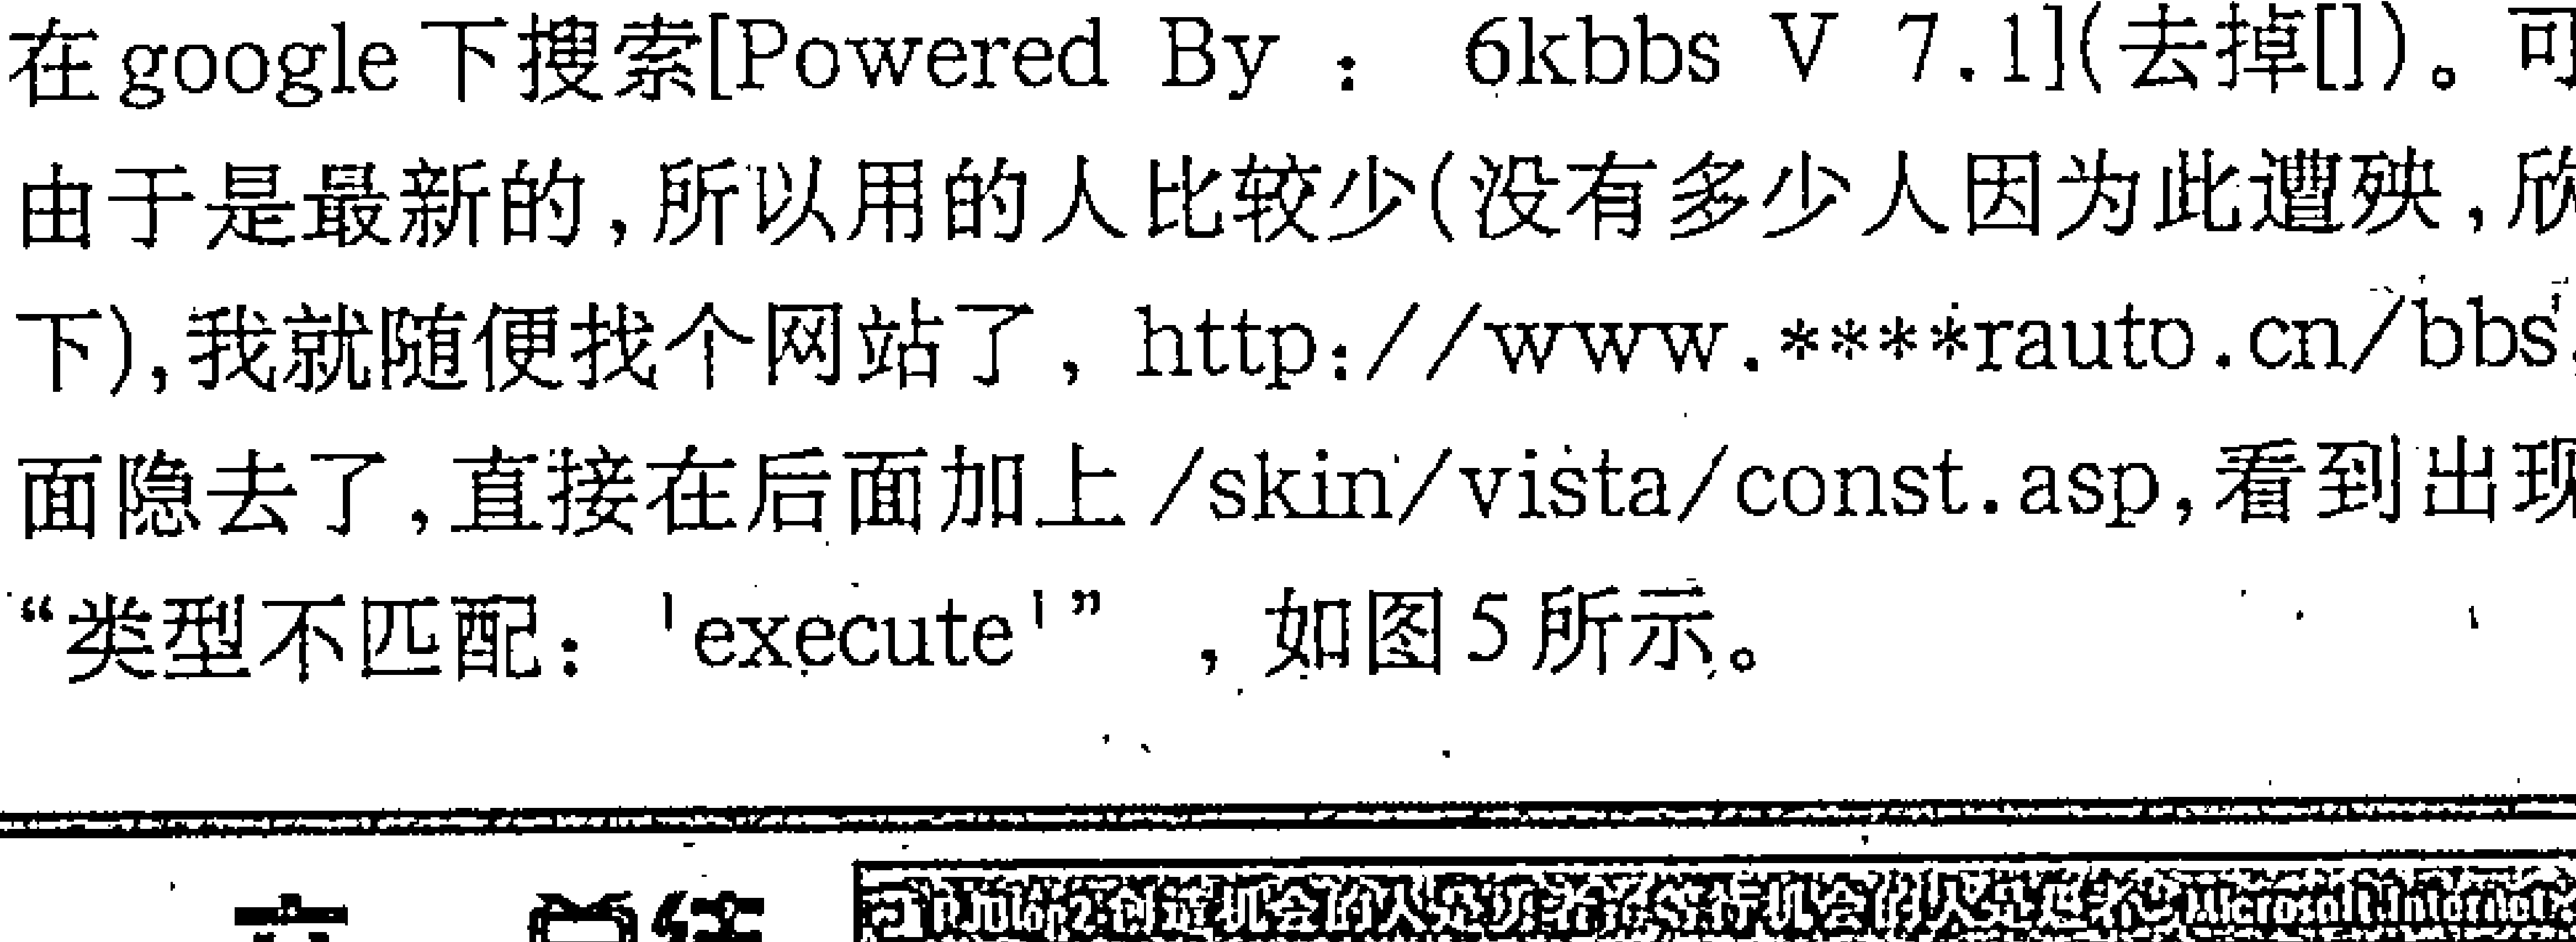 在google下搜索[Powered By ： 6kbbs V 7.1](去掉[])。可
由于是最新的,所以用的人比较少(没有多少人因为此遭殃,欣
下),我就随便找个网站了, http://www.****rauto.cn/bbs
面隐去了,直接在后面加上/skin/vista/const.asp,看到出现
“类型不匹配: 'execute'” ,如图5所示。